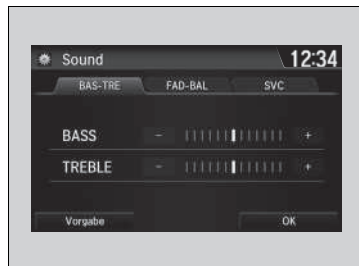 Sound 12:34
BAS-TRE FAD-BAL SVC
BASS - +
TREBLE - +
Vorgabe OK